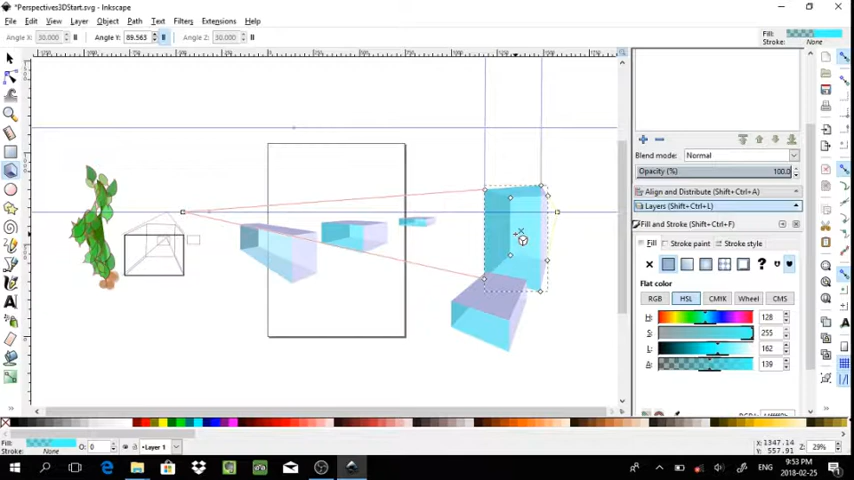 *Perspectives3DStart.svg - Inkscape
File Edit View Layer Object Path Text Filters Extensions Help
Angle X: 30.000 Angle Y: 89.563 Angle Z: 30.000
Fill:
Stroke: None
Blend mode: Normal
Opacity (%) 100.0
Align and Distribute (Shift+Ctrl+A)
Layers (Shift+Ctrl+L)
Fill and Stroke (Shift+Ctrl+F)
Fill Stroke paint Stroke style
?
Flat color
RGB HSL CMYK Wheel CMS
H: 128
S: 255
L: 162
A: 139
Fill:
Stroke: None
O: 0
Layer 1
X: 1347.14
Y: 557.91
Z: 29%
ENG
9:53 PM
2018-02-25